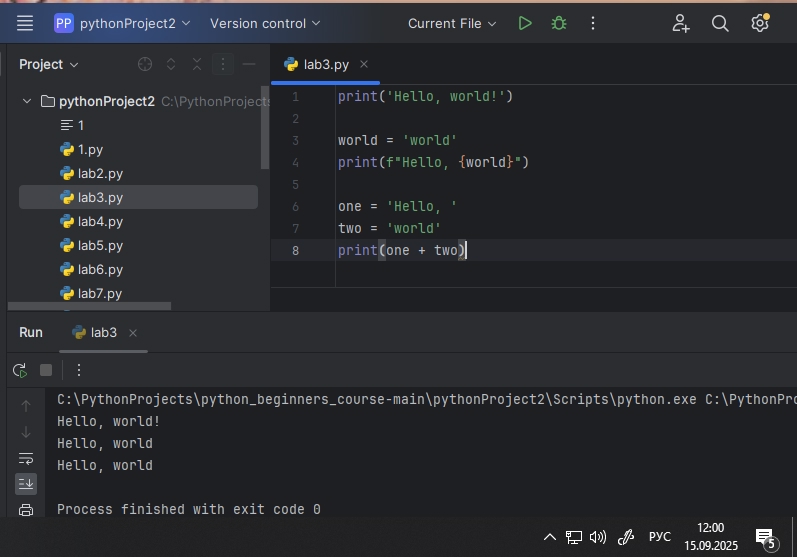 PP pythonProject2 Version control Current File
Project
lab3.py
pythonProject2 C:\PythonProjects
1
1.py
lab2.py
lab3.py
lab4.py
lab5.py
lab6.py
lab7.py
1 print('Hello, world!')
2
3 world = 'world'
4 print(f"Hello, {world}")
5
6 one = 'Hello, '
7 two = 'world'
8 print(one + two)
Run lab3
C:\PythonProjects\python_beginners_course-main\pythonProject2\Scripts\python.exe C:\PythonPro
Hello, world!
Hello, world
Hello, world
Process finished with exit code 0
РУС
12:00
15.09.2025
5